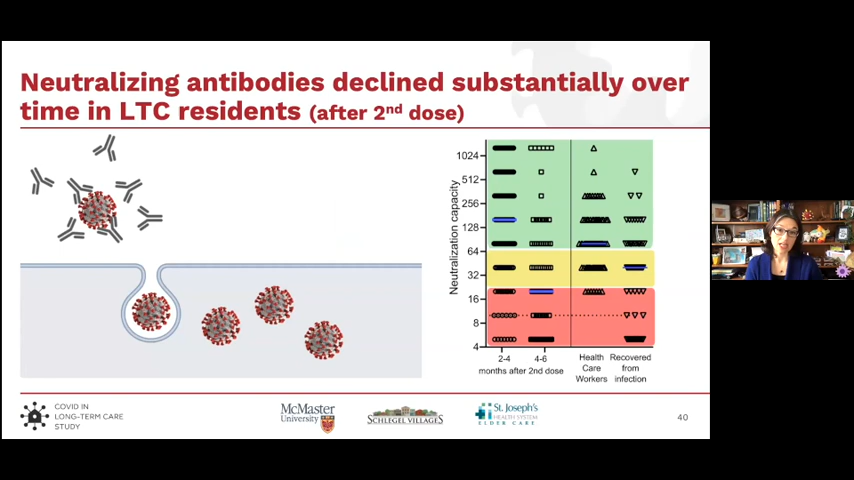 Neutralizing antibodies declined substantially over
time in LTC residents (after 2nd dose)
Neutralization capacity
1024
512
256
128
64
32
16
8
4
2-4
4-6
months after 2nd dose
Health
Care
Workers
Recovered
from
infection
COVID IN
LONG-TERM CARE
STUDY
McMaster
University
SCHLEGEL VILLAGES
St. Joseph's
HEALTH SYSTEM
ELDER CARE
40